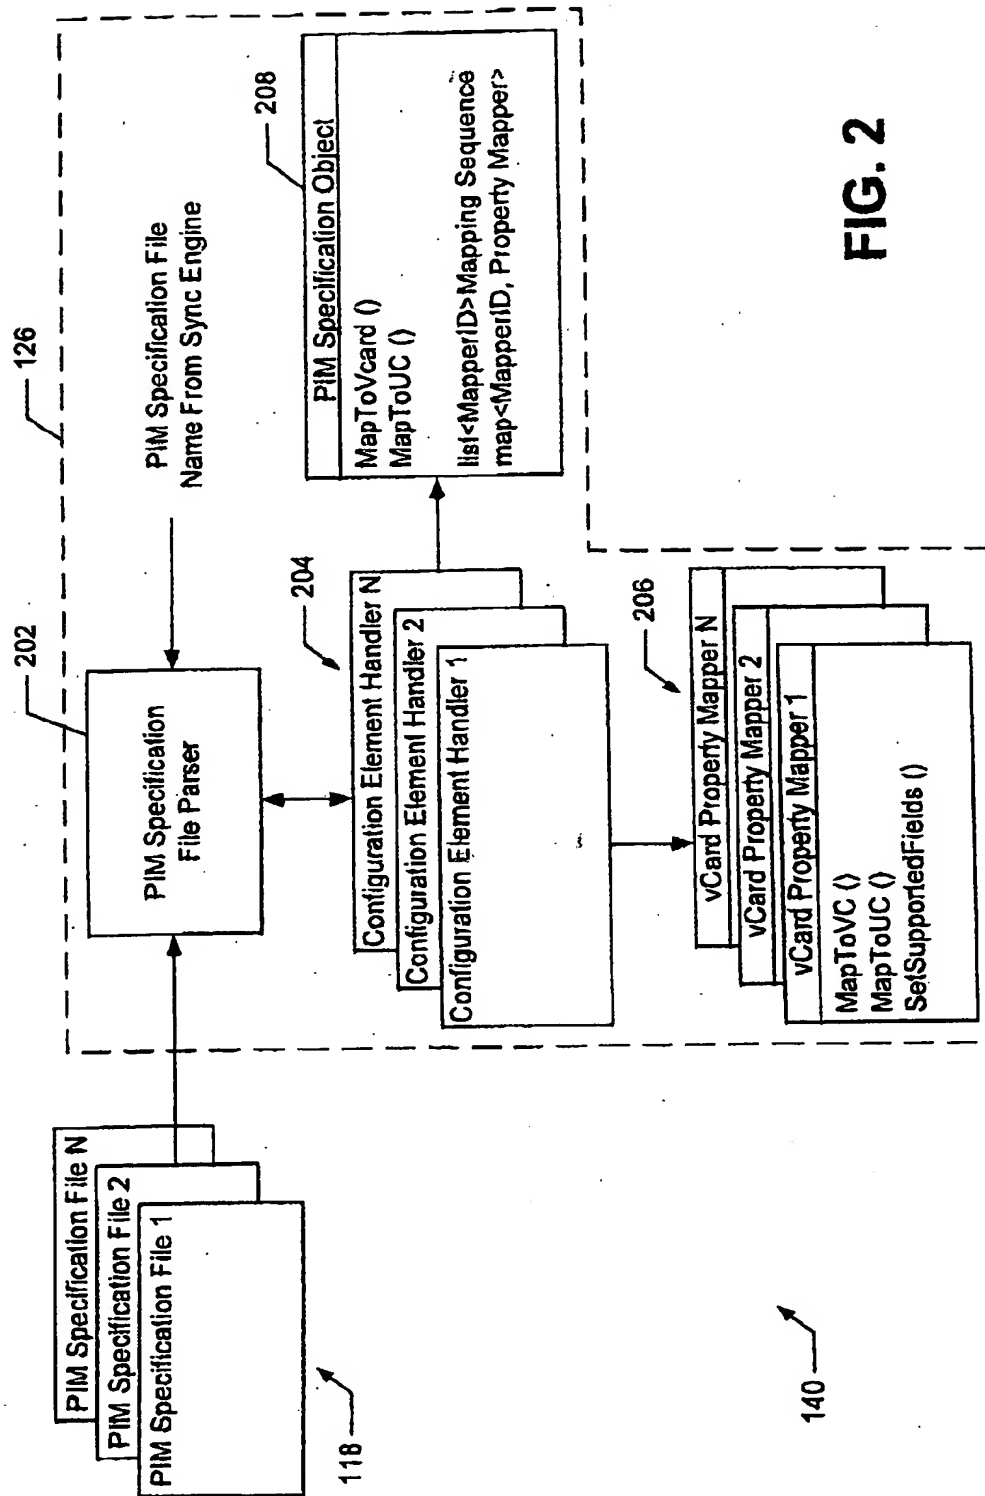 126
202
PIM Specification
File Parser
PIM Specification File
Name From Sync Engine
208
PIM Specification Object
MapToVcard ()
MapToUC ()
list<MapperID>Mapping Sequence
map<MapperID, Property Mapper>
204
Configuration Element Handler N
Configuration Element Handler 2
Configuration Element Handler 1
206
vCard Property Mapper N
vCard Property Mapper 2
vCard Property Mapper 1
MapToVC ()
MapToUC ()
SetSupportedFields ()
PIM Specification File N
PIM Specification File 2
PIM Specification File 1
118
140
FIG. 2